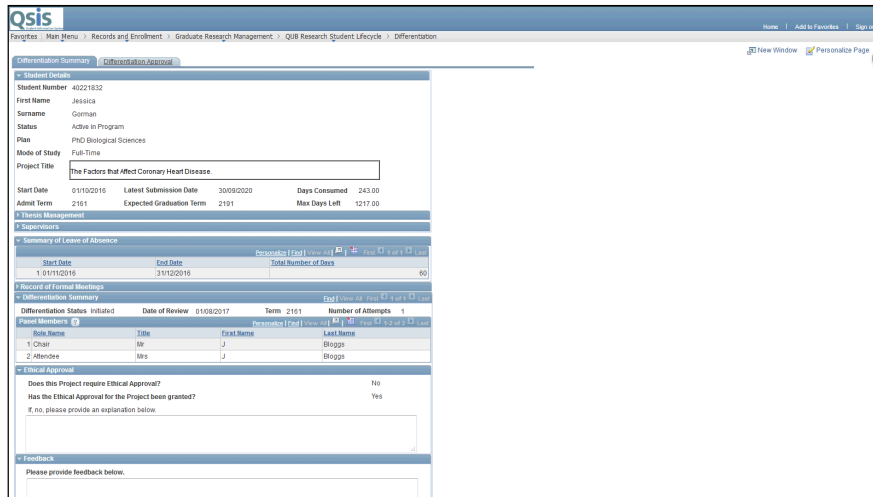 Qsis
Home | Add to Favorites | Sign o
Favorites | Main Menu > Records and Enrollment > Graduate Research Management > QUB Research Student Lifecycle > Differentiation
New Window Personalize Page
Differentiation Summary Differentiation Approval
Student Details
Student Number 40221832
First Name Jessica
Surname Gorman
Status Active in Program
Plan PhD Biological Sciences
Mode of Study Full-Time
Project Title The Factors that Affect Coronary Heart Disease.
Start Date 01/10/2016 Latest Submission Date 30/09/2020 Days Consumed 243.00
Admit Term 2161 Expected Graduation Term 2191 Max Days Left 1217.00
Thesis Management
Supervisors
Summary of Leave of Absence
Personalize | Find | View All | First 1 of 1 Last
Start Date End Date Total Number of Days
1 01/11/2016 31/12/2016 60
Record of Formal Meetings
Differentiation Summary Find | View All First 1 of 1 Last
Differentiation Status Initiated Date of Review 01/08/2017 Term 2161 Number of Attempts 1
Panel Members Personalize | Find | View All | First 1-2 of 2 Last
Role Name Title First Name Last Name
1 Chair Mr J Bloggs
2 Attendee Mrs J Bloggs
Ethical Approval
Does this Project require Ethical Approval? No
Has the Ethical Approval for the Project been granted? Yes
If, no, please provide an explanation below.
Feedback
Please provide feedback below.